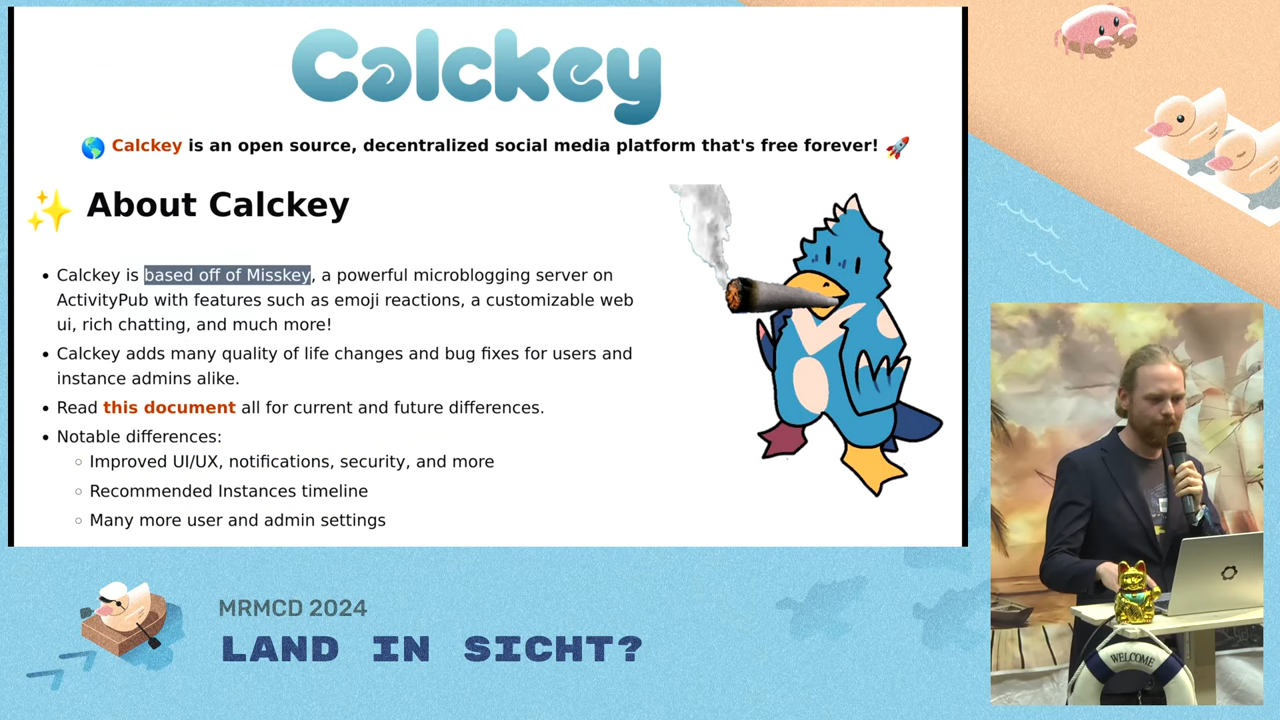 Calckey
Calckey is an open source, decentralized social media platform that's free forever!
About Calckey
Calckey is based off of Misskey, a powerful microblogging server on
ActivityPub with features such as emoji reactions, a customizable web
ui, rich chatting, and much more!
Calckey adds many quality of life changes and bug fixes for users and
instance admins alike.
Read this document all for current and future differences.
Notable differences:
Improved UI/UX, notifications, security, and more
Recommended Instances timeline
Many more user and admin settings
MRMCD 2024
LAND IN SICHT?
WELCOME